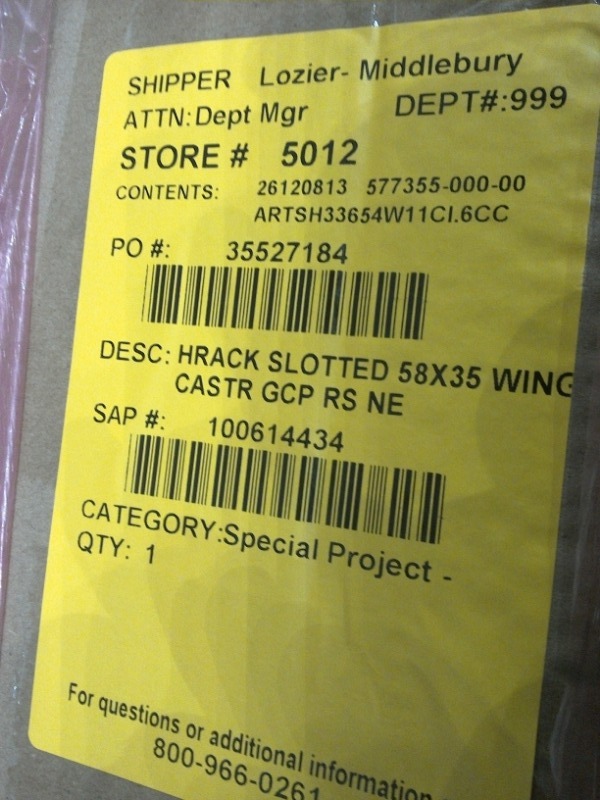 SHIPPER Lozier- Middlebury
ATTN:Dept Mgr DEPT#:999
STORE # 5012
CONTENTS: 26120813 577355-000-00
ARTSH33654W11CI.6CC
PO #: 35527184
DESC: HRACK SLOTTED 58X35 WING
CASTR GCP RS NE
SAP #: 100614434
CATEGORY:Special Project -
QTY: 1
For questions or additional information
800-966-0261